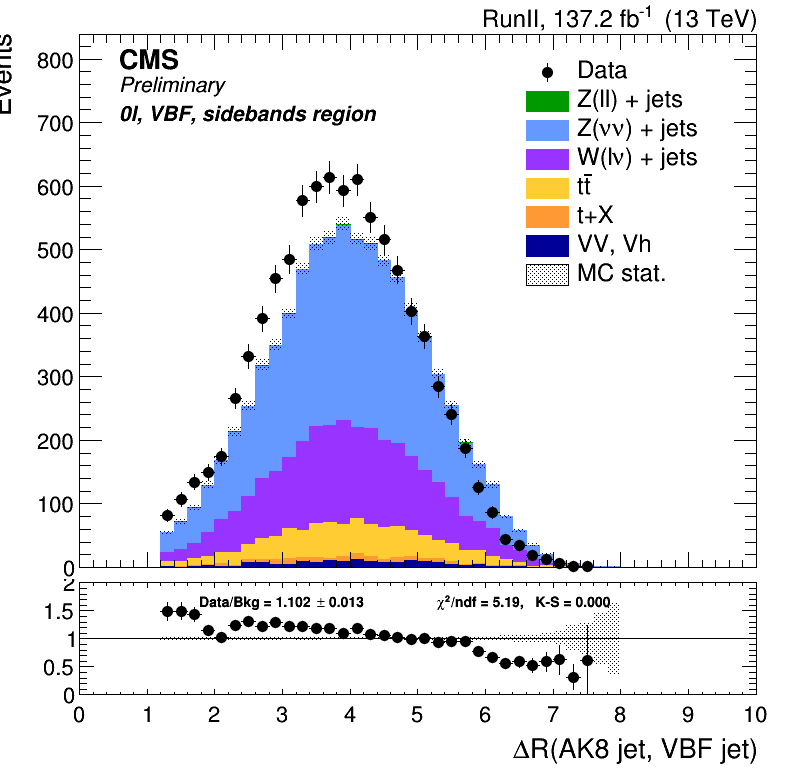 RunII, 137.2 fb⁻¹ (13 TeV)
Events
CMS
Preliminary
0l, VBF, sidebands region
Data
Z(ll) + jets
Z(νν) + jets
W(lν) + jets
tt̄
t+X
VV, Vh
MC stat.
800
700
600
500
400
300
200
100
0
Data/Bkg = 1.102 ± 0.013
χ²/ndf = 5.19, K-S = 0.000
2
1.5
1
0.5
0
0 1 2 3 4 5 6 7 8 9 10
ΔR(AK8 jet, VBF jet)